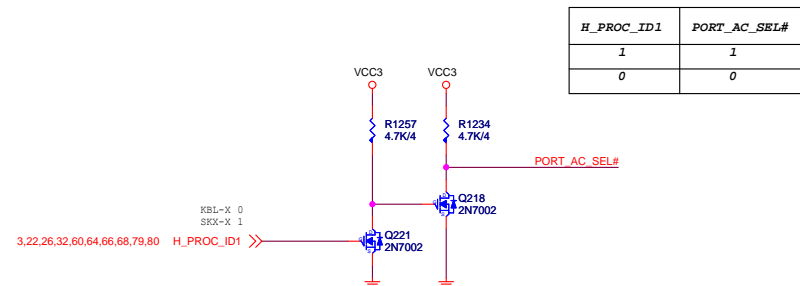 H_PROC_ID1 PORT_AC_SEL#
1 1
0 0
VCC3 VCC3
R1257
4.7K/4
R1234
4.7K/4
PORT_AC_SEL#
Q218
2N7002
KBL-X 0
SKX-X 1
Q221
2N7002
3,22,26,32,60,64,66,68,79,80 H_PROC_ID1